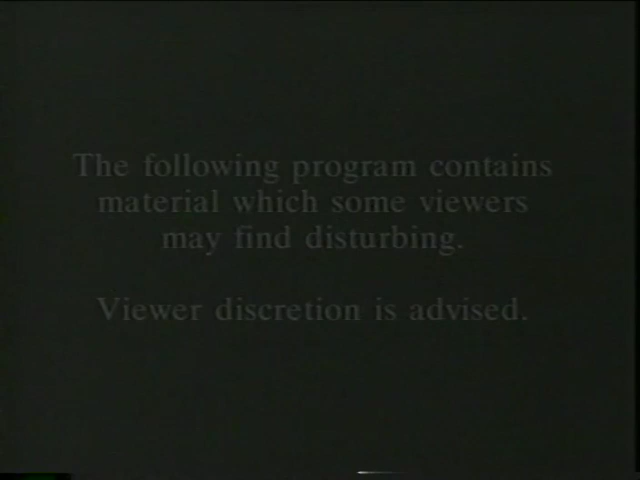 The following program contains
material which some viewers
may find disturbing.
Viewer discretion is advised.